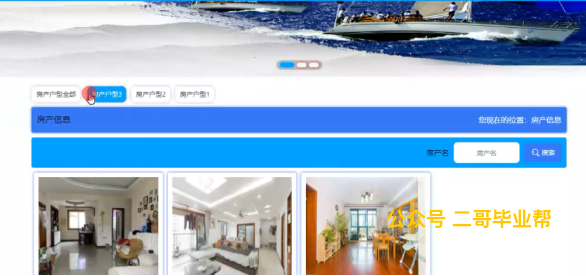 房产户型全部
房产户型3
房产户型2
房产户型1
房产信息
您现在的位置：房产信息
房产名
房产名
搜索
公众号 二哥毕业帮